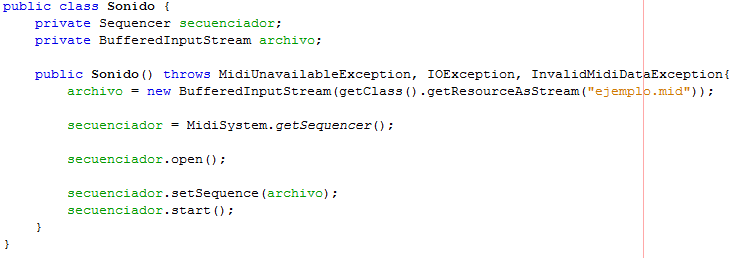 public class Sonido {
    private Sequencer secuenciador;
    private BufferedInputStream archivo;

    public Sonido() throws MidiUnavailableException, IOException, InvalidMidiDataException{
        archivo = new BufferedInputStream(getClass().getResourceAsStream("ejemplo.mid"));

        secuenciador = MidiSystem.getSequencer();

        secuenciador.open();

        secuenciador.setSequence(archivo);
        secuenciador.start();
    }
}